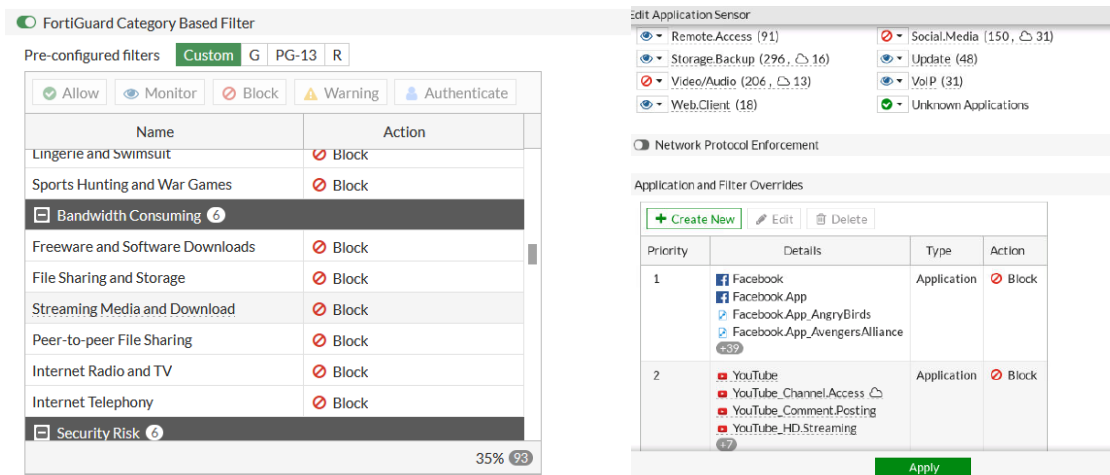 FortiGuard Category Based Filter
Pre-configured filters Custom G PG-13 R
Allow Monitor Block Warning Authenticate
Name Action
Lingerie and Swimsuit Block
Sports Hunting and War Games Block
Bandwidth Consuming 6
Freeware and Software Downloads Block
File Sharing and Storage Block
Streaming Media and Download Block
Peer-to-peer File Sharing Block
Internet Radio and TV Block
Internet Telephony Block
Security Risk 6
35% 93
Edit Application Sensor
Remote.Access (91) Social.Media (150, 31)
Storage.Backup (296, 16) Update (48)
Video/Audio (206, 13) VoIP (31)
Web.Client (18) Unknown Applications
Network Protocol Enforcement
Application and Filter Overrides
+ Create New Edit Delete
Priority Details Type Action
1 Facebook Application Block
Facebook.App
Facebook.App_AngryBirds
Facebook.App_AvengersAlliance
+39
2 YouTube Application Block
YouTube_Channel.Access
YouTube_Comment.Posting
YouTube_HD.Streaming
+7
Apply